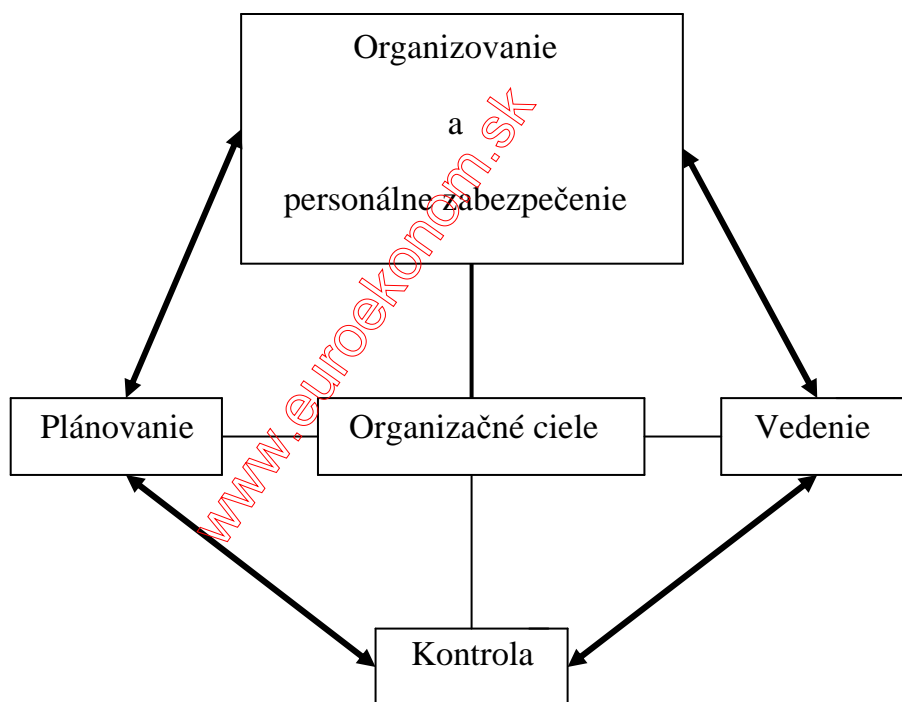 Organizovanie
a
personálne zabezpečenie
Plánovanie
Organizačné ciele
Vedenie
Kontrola
www.euroekonom.sk